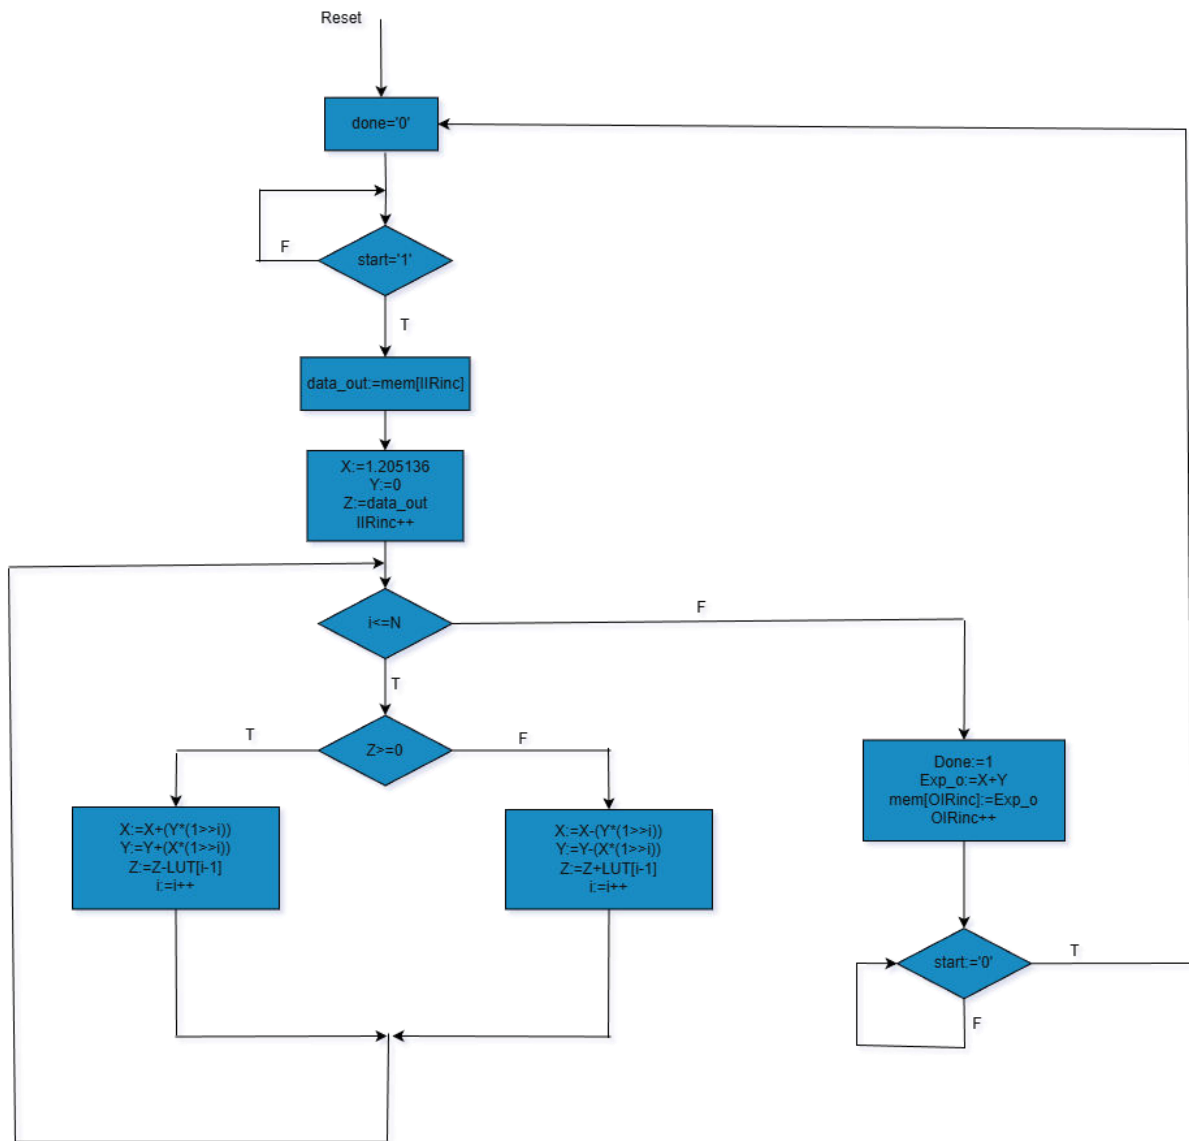 Reset
done='0'
F
start='1'
T
data_out:=mem[IIRinc]
X:=1.205136
Y:=0
Z:=data_out
IIRinc++
i<=N
F
T
Z>=0
T
F
X:=X+(Y*(1>>i))
Y:=Y+(X*(1>>i))
Z:=Z-LUT[i-1]
i:=i++
X:=X-(Y*(1>>i))
Y:=Y-(X*(1>>i))
Z:=Z+LUT[i-1]
i:=i++
Done:=1
Exp_o:=X+Y
mem[OIRinc]:=Exp_o
OIRinc++
start:='0'
T
F